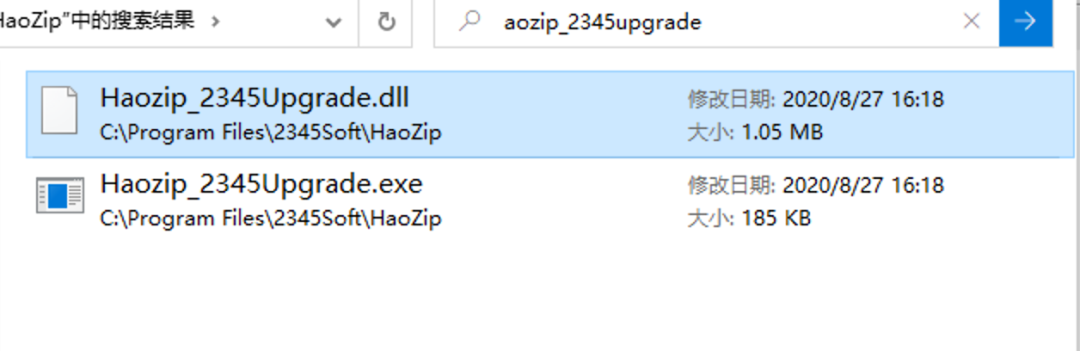 HaoZip"中的搜索结果
aozip_2345upgrade
Haozip_2345Upgrade.dll
修改日期: 2020/8/27 16:18
C:\Program Files\2345Soft\HaoZip
大小: 1.05 MB
Haozip_2345Upgrade.exe
修改日期: 2020/8/27 16:18
C:\Program Files\2345Soft\HaoZip
大小: 185 KB